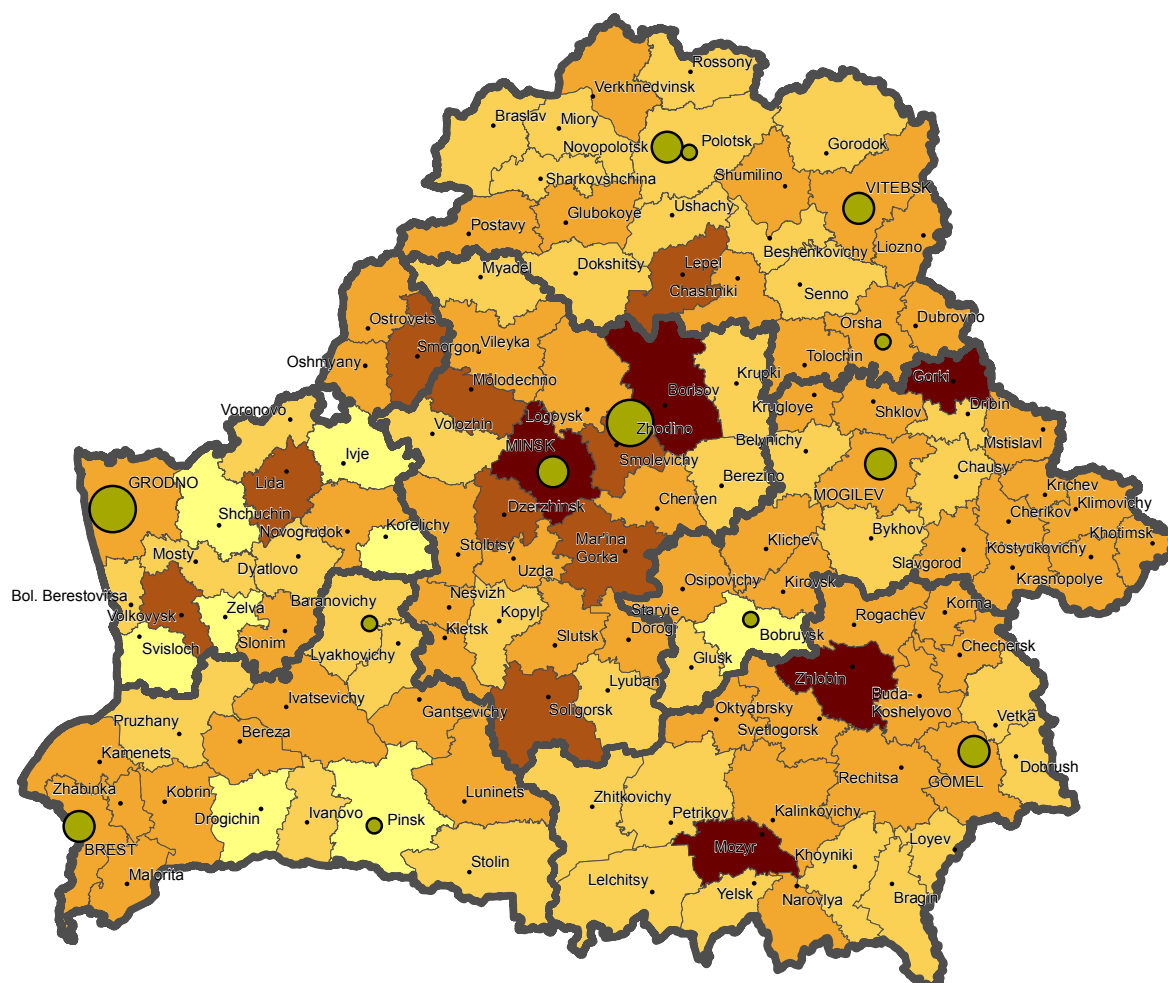 Rossony
Verkhnedvinsk
Braslav
Miory
Novopolotsk
Polotsk
Gorodok
Sharkovshchina
Shumilino
VITEBSK
Postavy
Glubokoye
Ushachy
Liozno
Beshenkovichy
Myadel
Dokshitsy
Lepel
Chashniki
Senno
Ostrovets
Orsha
Dubrovno
Oshmyany
Smorgon
Vileyka
Tolochin
Molodechno
Krupki
Gorki
Voronovo
Volozhin
Logoysk
Borisov
Krugloye
Shklov
Dribin
MINSK
Zhodino
Belynichy
Mstislavl
Ivje
Smolevichy
Lida
Berezino
Chausy
GRODNO
Shchuchin
Dzerzhinsk
Cherven
MOGILEV
Krichev
Klimovichy
Novogrudok
Korelichy
Cherikov
Mosty
Stolbtsy
Mar'ina
Gorka
Klichev
Bykhov
Khotimsk
Dyatlovo
Uzda
Slavgorod
Kostyukovichy
Bol. Berestovitsa
Volkovysk
Zelva
Baranovichy
Nesvizh
Osipovichy
Kirovsk
Krasnopolye
Svisloch
Slonim
Lyakhovichy
Kletsk
Kopyl
Slutsk
Staryie
Dorogi
Bobruysk
Rogachev
Korma
Glusk
Chechersk
Ivatsevichy
Gantsevichy
Soligorsk
Lyuban
Zhlobin
Buda-
Koshelyovo
Pruzhany
Oktyabrsky
Vetka
Kamenets
Bereza
Svetlogorsk
Zhabinka
Kobrin
Luninets
Rechitsa
GOMEL
Dobrush
Drogichin
Ivanovo
Pinsk
Zhitkovichy
Petrikov
Kalinkovichy
BREST
Mozyr
Loyev
Malorita
Stolin
Lelchitsy
Khoyniki
Yelsk
Narovlya
Bragin